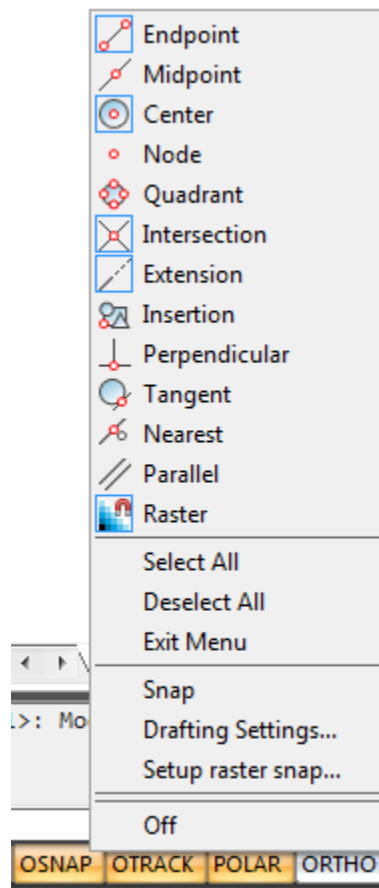 Endpoint
Midpoint
Center
Node
Quadrant
Intersection
Extension
Insertion
Perpendicular
Tangent
Nearest
Parallel
Raster
Select All
Deselect All
Exit Menu
Snap
>: Mo
Drafting Settings...
Setup raster snap...
Off
OSNAP OTRACK POLAR ORTHO